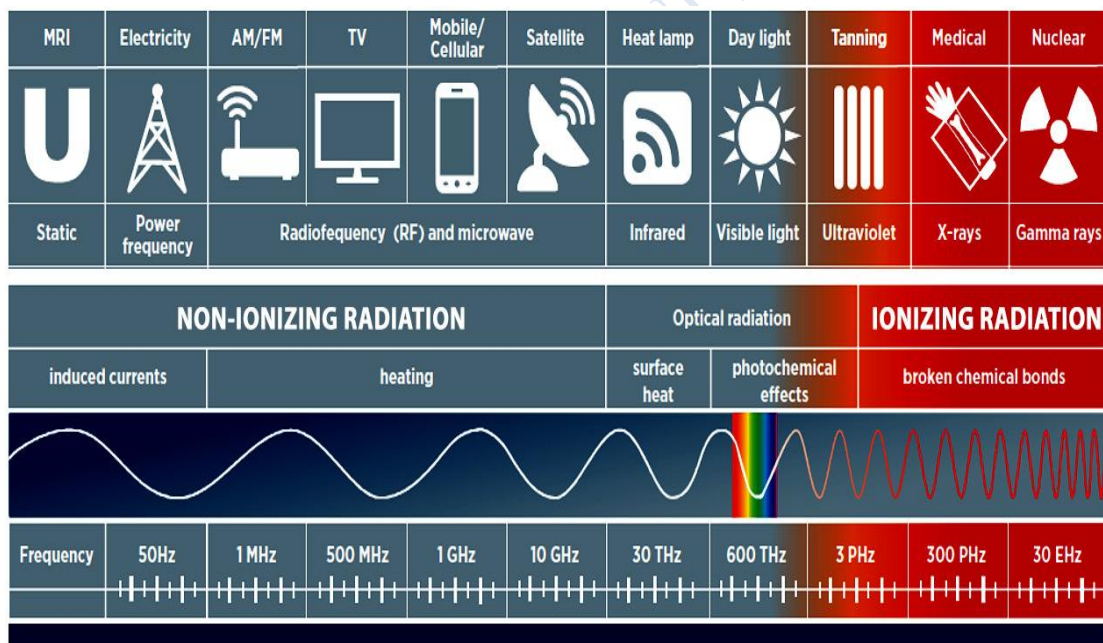 MRI
Electricity
AM/FM
TV
Mobile/
Cellular
Satellite
Heat lamp
Day light
Tanning
Medical
Nuclear
Static
Power
frequency
Radiofequency (RF) and microwave
Infrared
Visible light
Ultraviolet
X-rays
Gamma rays
NON-IONIZING RADIATION
Optical radiation
IONIZING RADIATION
induced currents
heating
surface
heat
photochemical
effects
broken chemical bonds
Frequency
50Hz
1 MHz
500 MHz
1 GHz
10 GHz
30 THz
600 THz
3 PHz
300 PHz
30 EHz